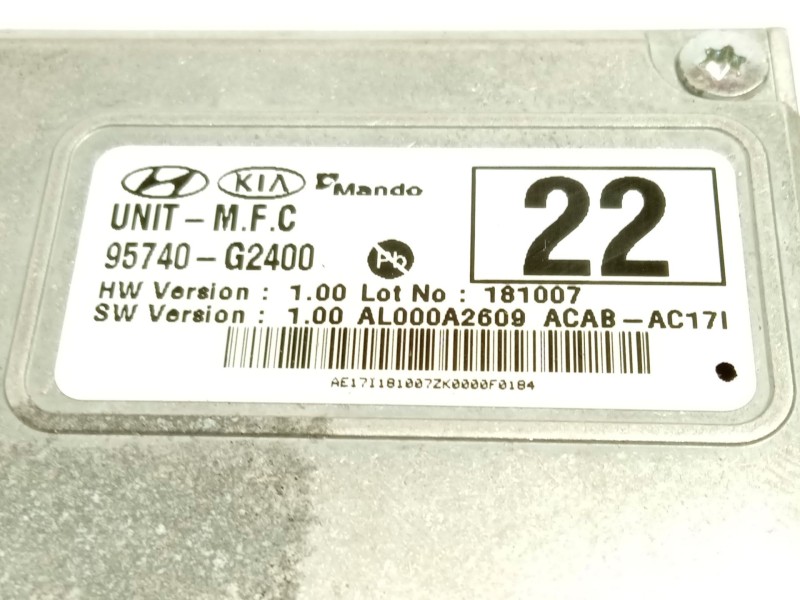 KIA Mando
UNIT-M.F.C
95740-G2400
Pb
22
HW Version : 1.00 Lot No : 181007
SW Version : 1.00 AL000A2609 ACAB-AC17I
AE17I181007ZK0000F0184